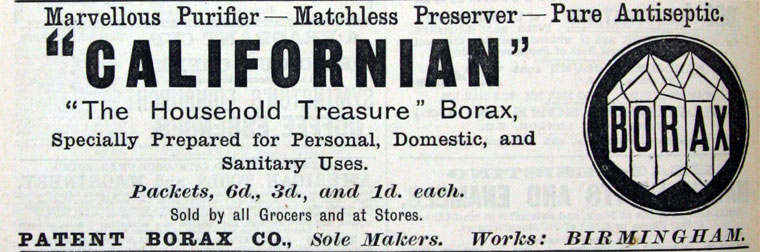 Marvellous Purifier — Matchless Preserver — Pure Antiseptic.
"CALIFORNIAN"
"The Household Treasure" Borax,
Specially Prepared for Personal, Domestic, and
Sanitary Uses.
Packets, 6d., 3d., and 1d. each.
Sold by all Grocers and at Stores.
PATENT BORAX CO., Sole Makers. Works: BIRMINGHAM.
BORAX